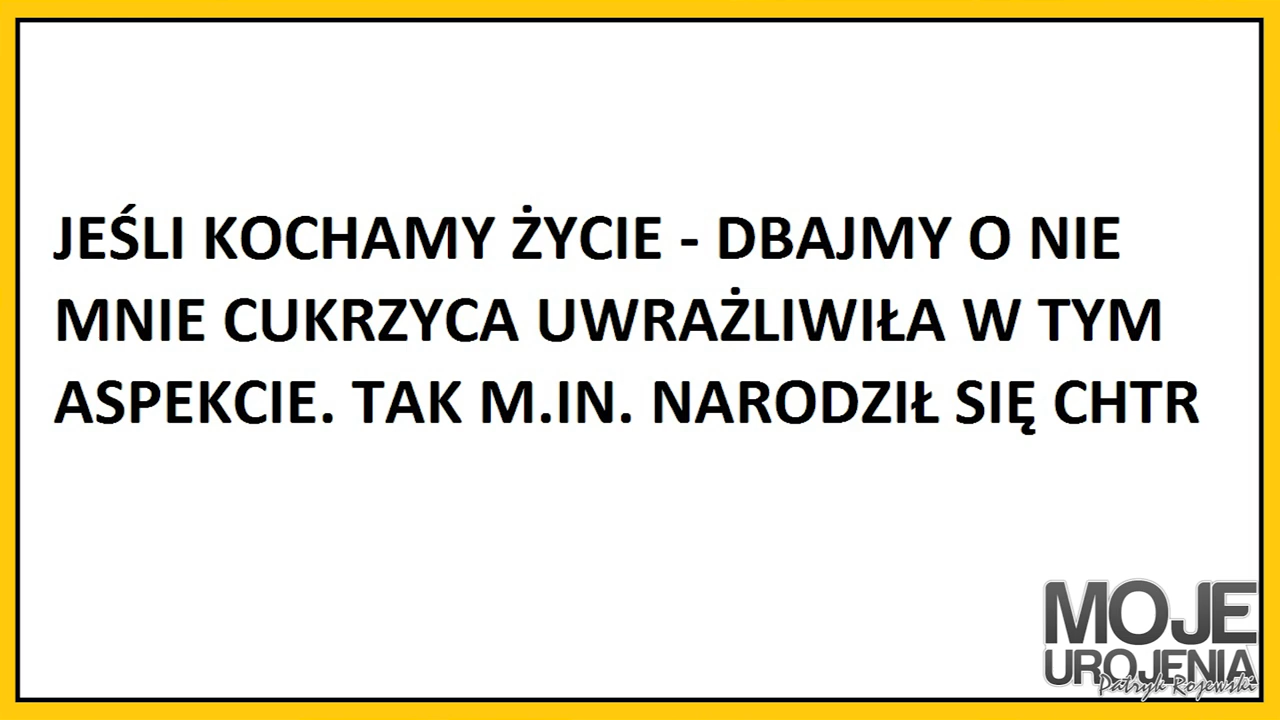 JEŚLI KOCHAMY ŻYCIE - DBAJMY O NIE
MNIE CUKRZYCA UWRAŻLIWIŁA W TYM
ASPEKCIE. TAK M.IN. NARODZIŁ SIĘ CHTR
MOJE
UROJENIA
Patryk Rojewski